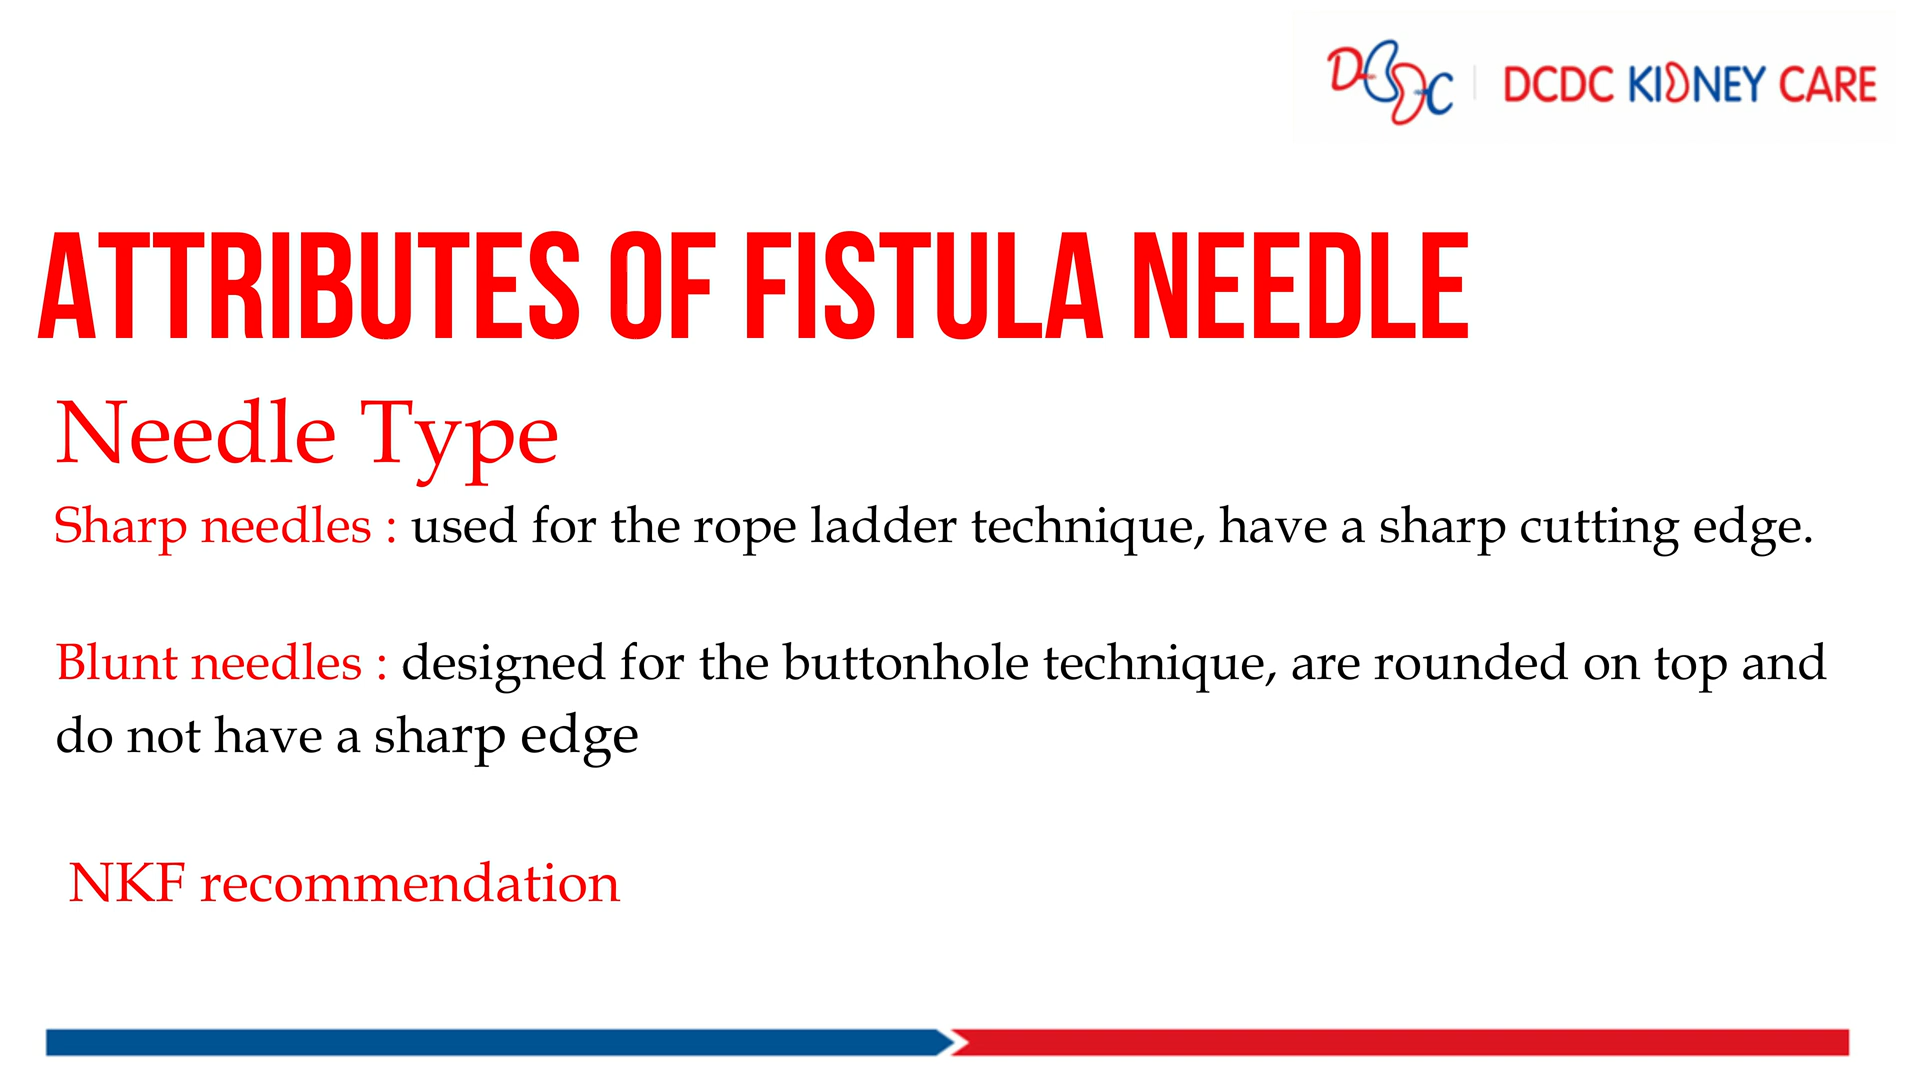 DCDC | DCDC KIDNEY CARE
ATTRIBUTES OF FISTULA NEEDLE
Needle Type
Sharp needles : used for the rope ladder technique, have a sharp cutting edge.
Blunt needles : designed for the buttonhole technique, are rounded on top and
do not have a sharp edge
NKF recommendation